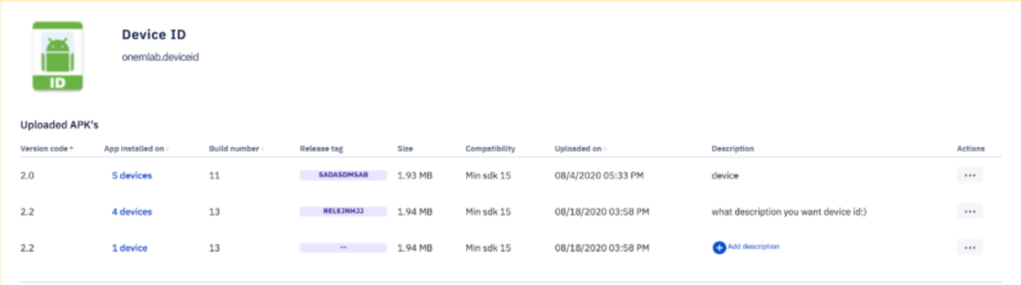 Device ID
onemlab.deviceid
ID
Uploaded APK's
Version code App installed on Build number Release tag Size Compatibility Uploaded on Description Actions
2.0 5 devices 11 SADASDMSAB 1.93 MB Min sdk 15 08/4/2020 05:33 PM device ...
2.2 4 devices 13 RELEJNHJJ 1.94 MB Min sdk 15 08/18/2020 03:58 PM what description you want device id:) ...
2.2 1 device 13 -- 1.94 MB Min sdk 15 08/18/2020 03:58 PM Add description ...